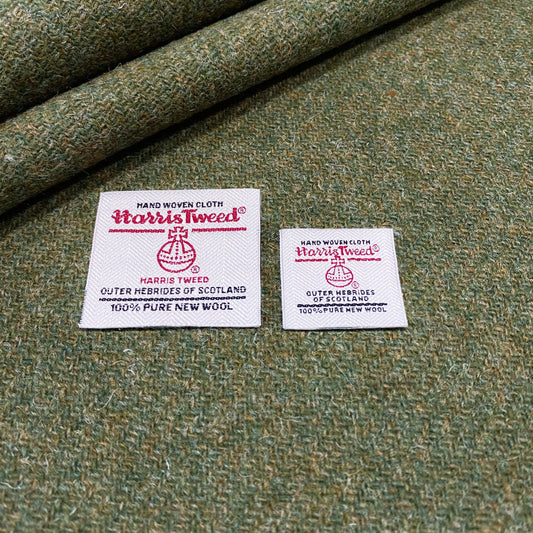 HAND WOVEN CLOTH
Harris Tweed®
®
HARRIS TWEED
OUTER HEBRIDES OF SCOTLAND
100% PURE NEW WOOL
HAND WOVEN CLOTH
Harris Tweed®
®
OUTER HEBRIDES
OF SCOTLAND
100% PURE NEW WOOL